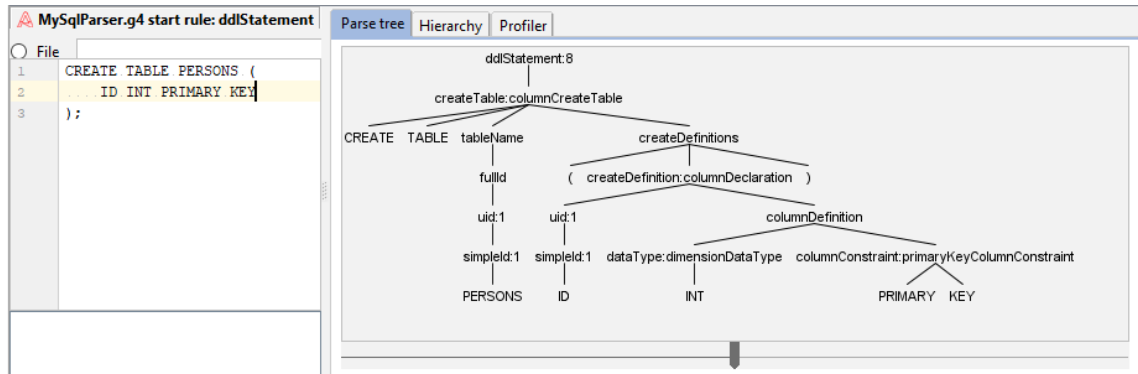 MySqlParser.g4 start rule: ddlStatement
File
1 CREATE TABLE PERSONS (
2 ID INT PRIMARY KEY
3 );
Parse tree Hierarchy Profiler
ddlStatement:8
createTable:columnCreateTable
CREATE TABLE tableName createDefinitions
fullId ( createDefinition:columnDeclaration )
uid:1 uid:1 columnDefinition
simpleId:1 simpleId:1 dataType:dimensionDataType columnConstraint:primaryKeyColumnConstraint
PERSONS ID INT PRIMARY KEY